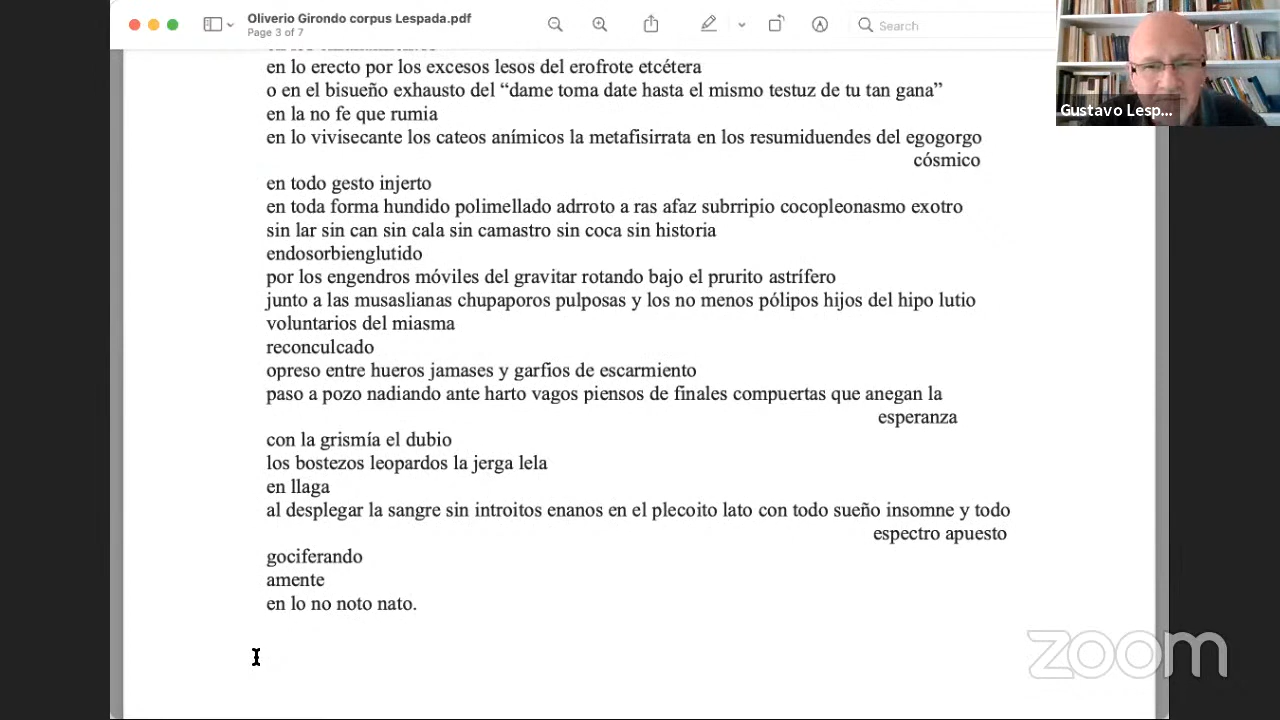 Oliverio Girondo corpus Lespada.pdf
Page 3 of 7
Search
Gustavo Lesp...
en lo erecto por los excesos lesos del erofrote etcétera
o en el bisueño exhausto del “dame toma date hasta el mismo testuz de tu tan gana”
en la no fe que rumia
en lo vivisecante los cateos anímicos la metafisirrata en los resumiduendes del egogorgo
cósmico
en todo gesto injerto
en toda forma hundido polimellado adrroto a ras afaz subrripio cocopleonasmo exotro
sin lar sin can sin cala sin camastro sin coca sin historia
endosorbienglutido
por los engendros móviles del gravitar rotando bajo el prurito astrífero
junto a las musaslianas chupaporos pulposas y los no menos pólipos hijos del hipo lutio
voluntarios del miasma
reconculcado
opreso entre hueros jamases y garfios de escarmiento
paso a pozo nadiando ante harto vagos piensos de finales compuertas que anegan la
esperanza
con la grismía el dubio
los bostezos leopardos la jerga lela
en llaga
al desplegar la sangre sin introitos enanos en el plecoito lato con todo sueño insomne y todo
espectro apuesto
gociferando
amente
en lo no noto nato.
zoom